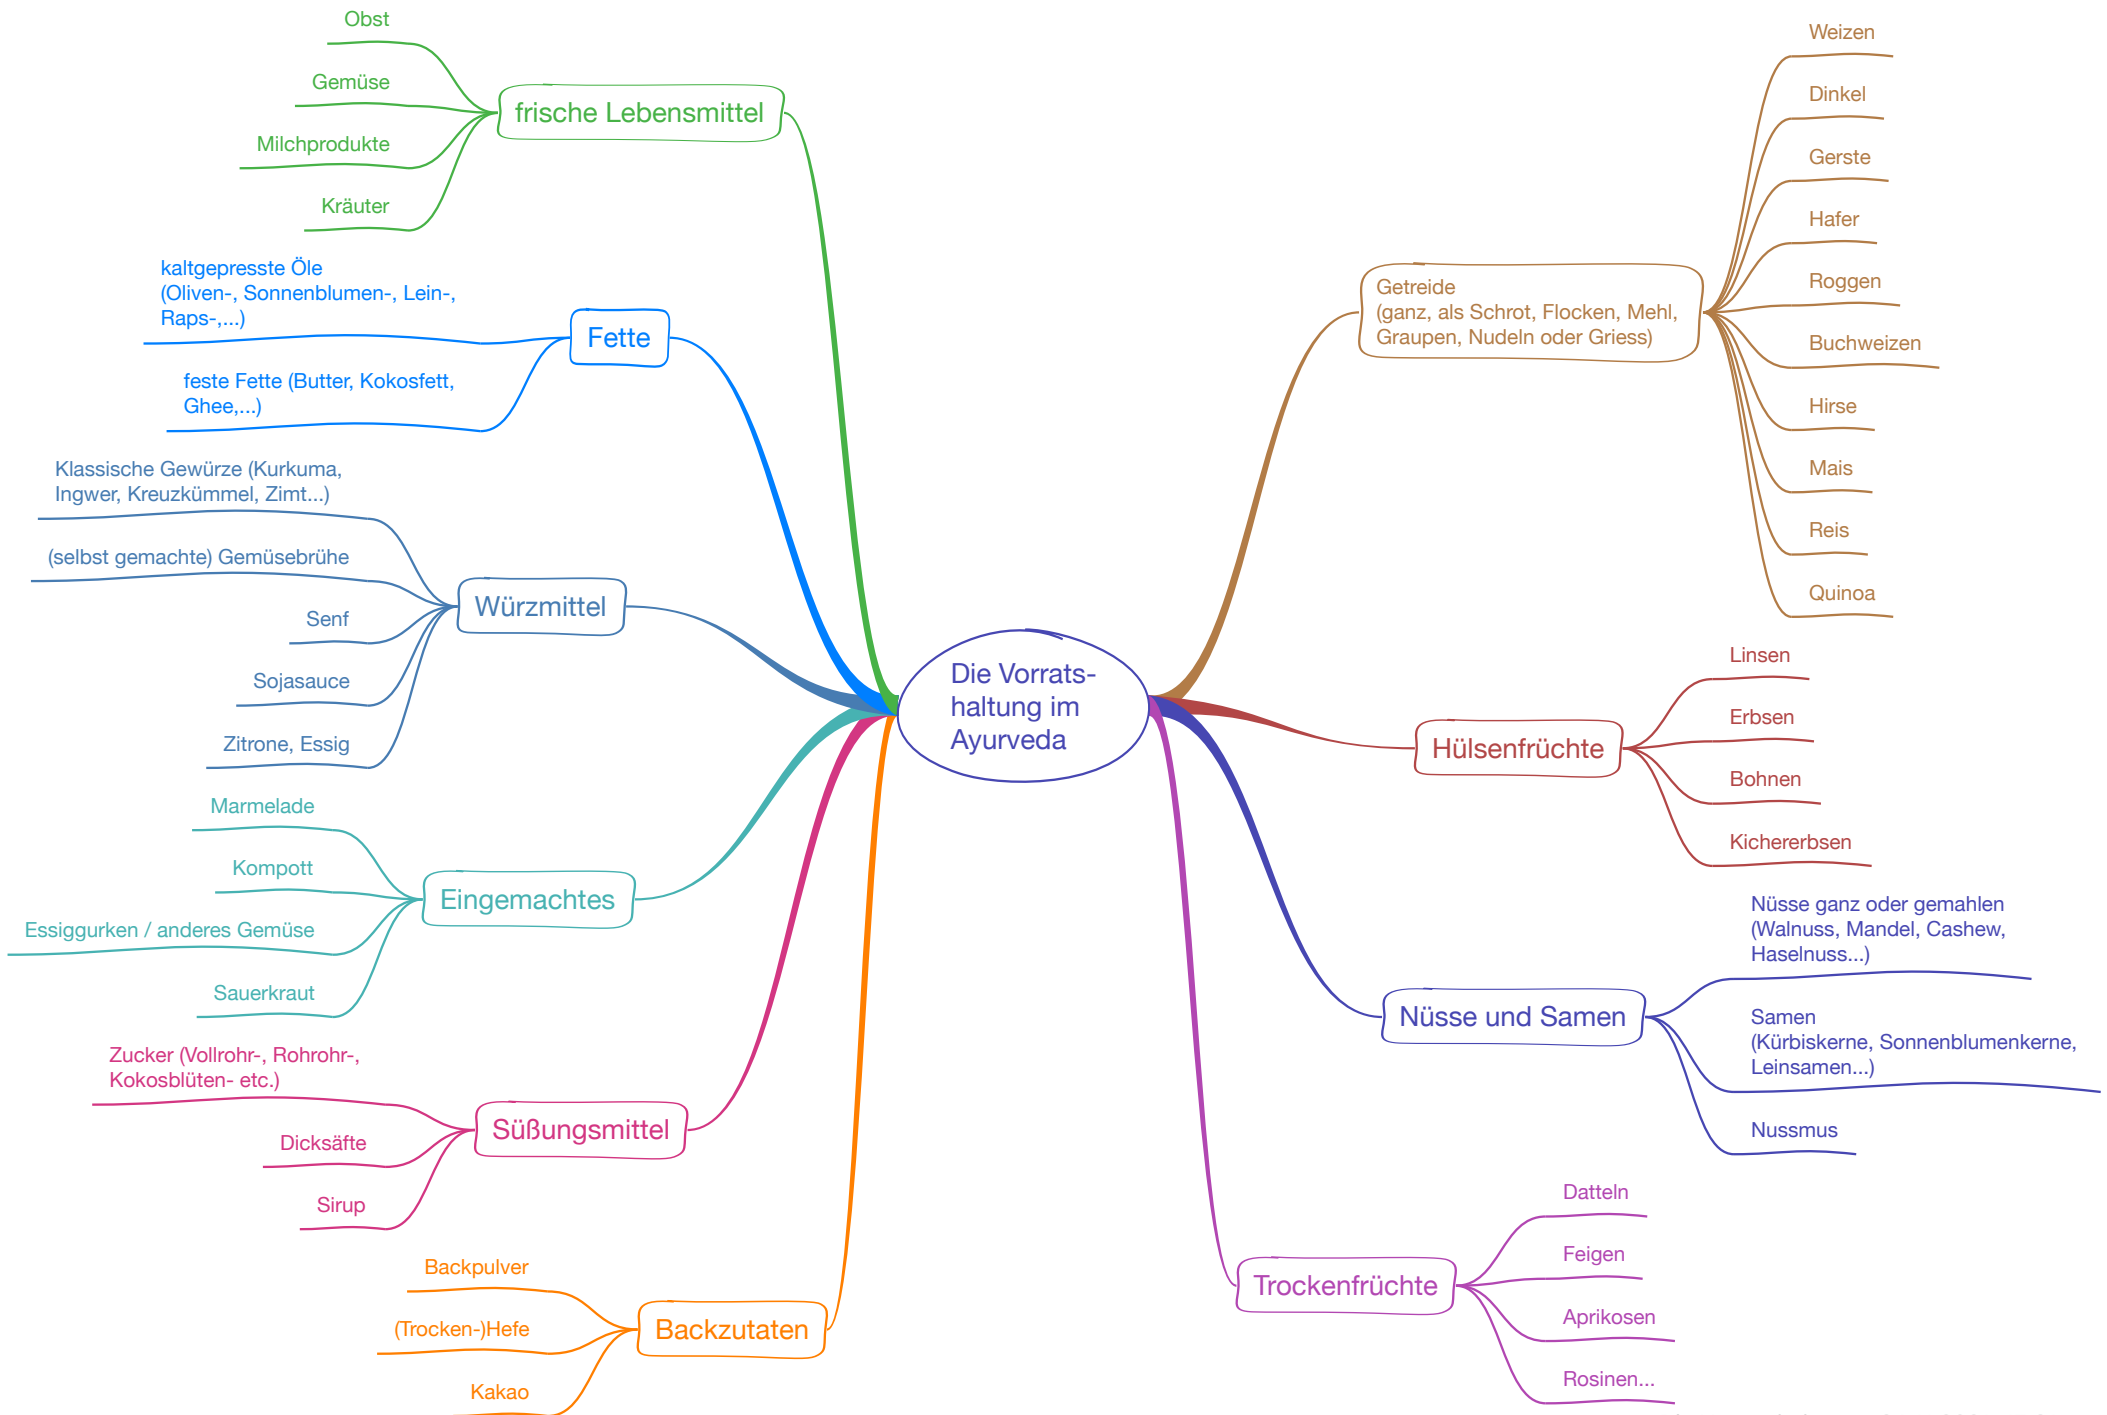 Die Vorrats-
haltung im
Ayurveda
frische Lebensmittel
Obst
Gemüse
Milchprodukte
Kräuter
Fette
kaltgepresste Öle
(Oliven-, Sonnenblumen-, Lein-,
Raps-,...)
feste Fette (Butter, Kokosfett,
Ghee,...)
Würzmittel
Klassische Gewürze (Kurkuma,
Ingwer, Kreuzkümmel, Zimt...)
(selbst gemachte) Gemüsebrühe
Senf
Sojasauce
Zitrone, Essig
Eingemachtes
Marmelade
Kompott
Essiggurken / anderes Gemüse
Sauerkraut
Süßungsmittel
Zucker (Vollrohr-, Rohrohr-,
Kokosblüten- etc.)
Dicksäfte
Sirup
Backzutaten
Backpulver
(Trocken-)Hefe
Kakao
Getreide
(ganz, als Schrot, Flocken, Mehl,
Graupen, Nudeln oder Griess)
Weizen
Dinkel
Gerste
Hafer
Roggen
Buchweizen
Hirse
Mais
Reis
Quinoa
Hülsenfrüchte
Linsen
Erbsen
Bohnen
Kichererbsen
Nüsse und Samen
Nüsse ganz oder gemahlen
(Walnuss, Mandel, Cashew,
Haselnuss...)
Samen
(Kürbiskerne, Sonnenblumenkerne,
Leinsamen...)
Nussmus
Trockenfrüchte
Datteln
Feigen
Aprikosen
Rosinen...